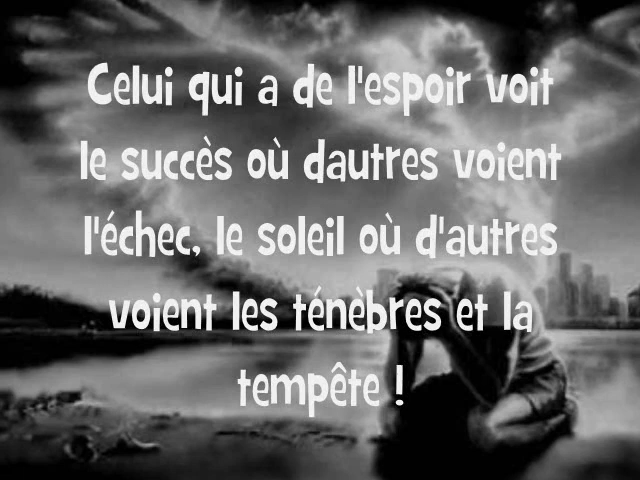 Celui qui a de l'espoir voit
le succès où dautres voient
l'échec, le soleil où d'autres
voient les ténèbres et la
tempête !